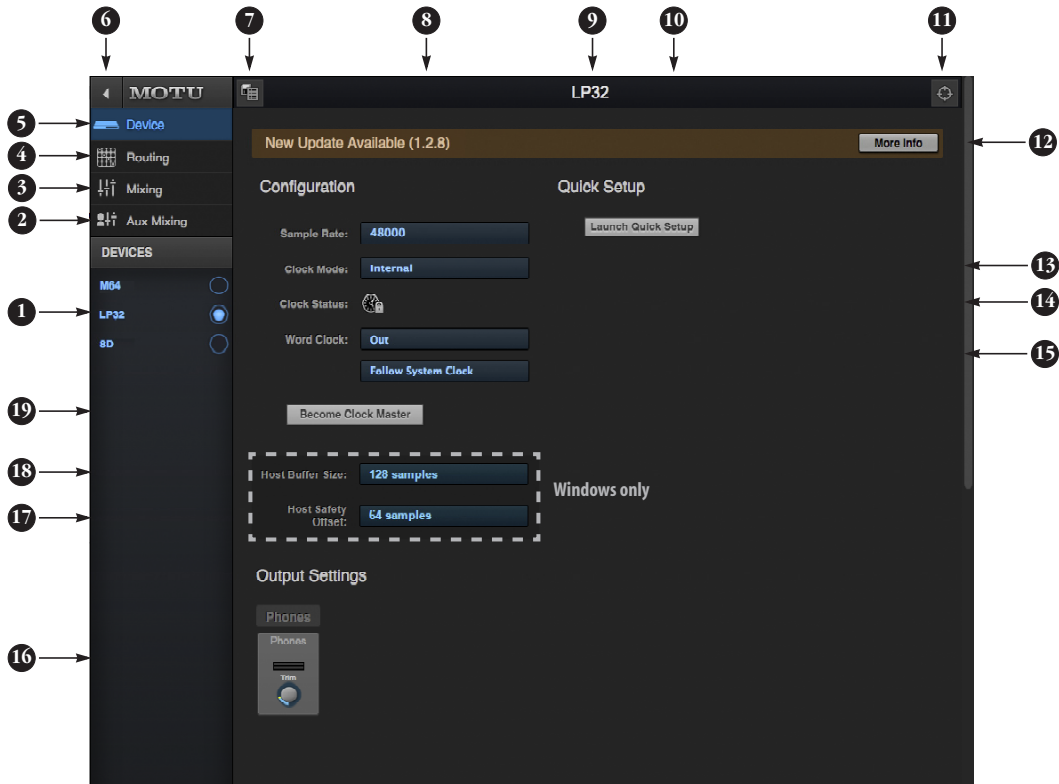 6
7
8
9
10
11
MOTU
LP32
5
Device
4
Routing
3
Mixing
2
Aux Mixing
New Update Available (1.2.8)
More Info
12
Configuration
Quick Setup
Sample Rate:
48000
Launch Quick Setup
DEVICES
Clock Mode:
Internal
13
M64
Clock Status:
14
1
LP32
Word Clock:
Out
8D
15
Follow System Clock
19
Become Clock Master
18
Host Buffer Size:
128 samples
Windows only
17
Host Safety
Offset:
64 samples
Output Settings
Phones
Phones
16
Trim